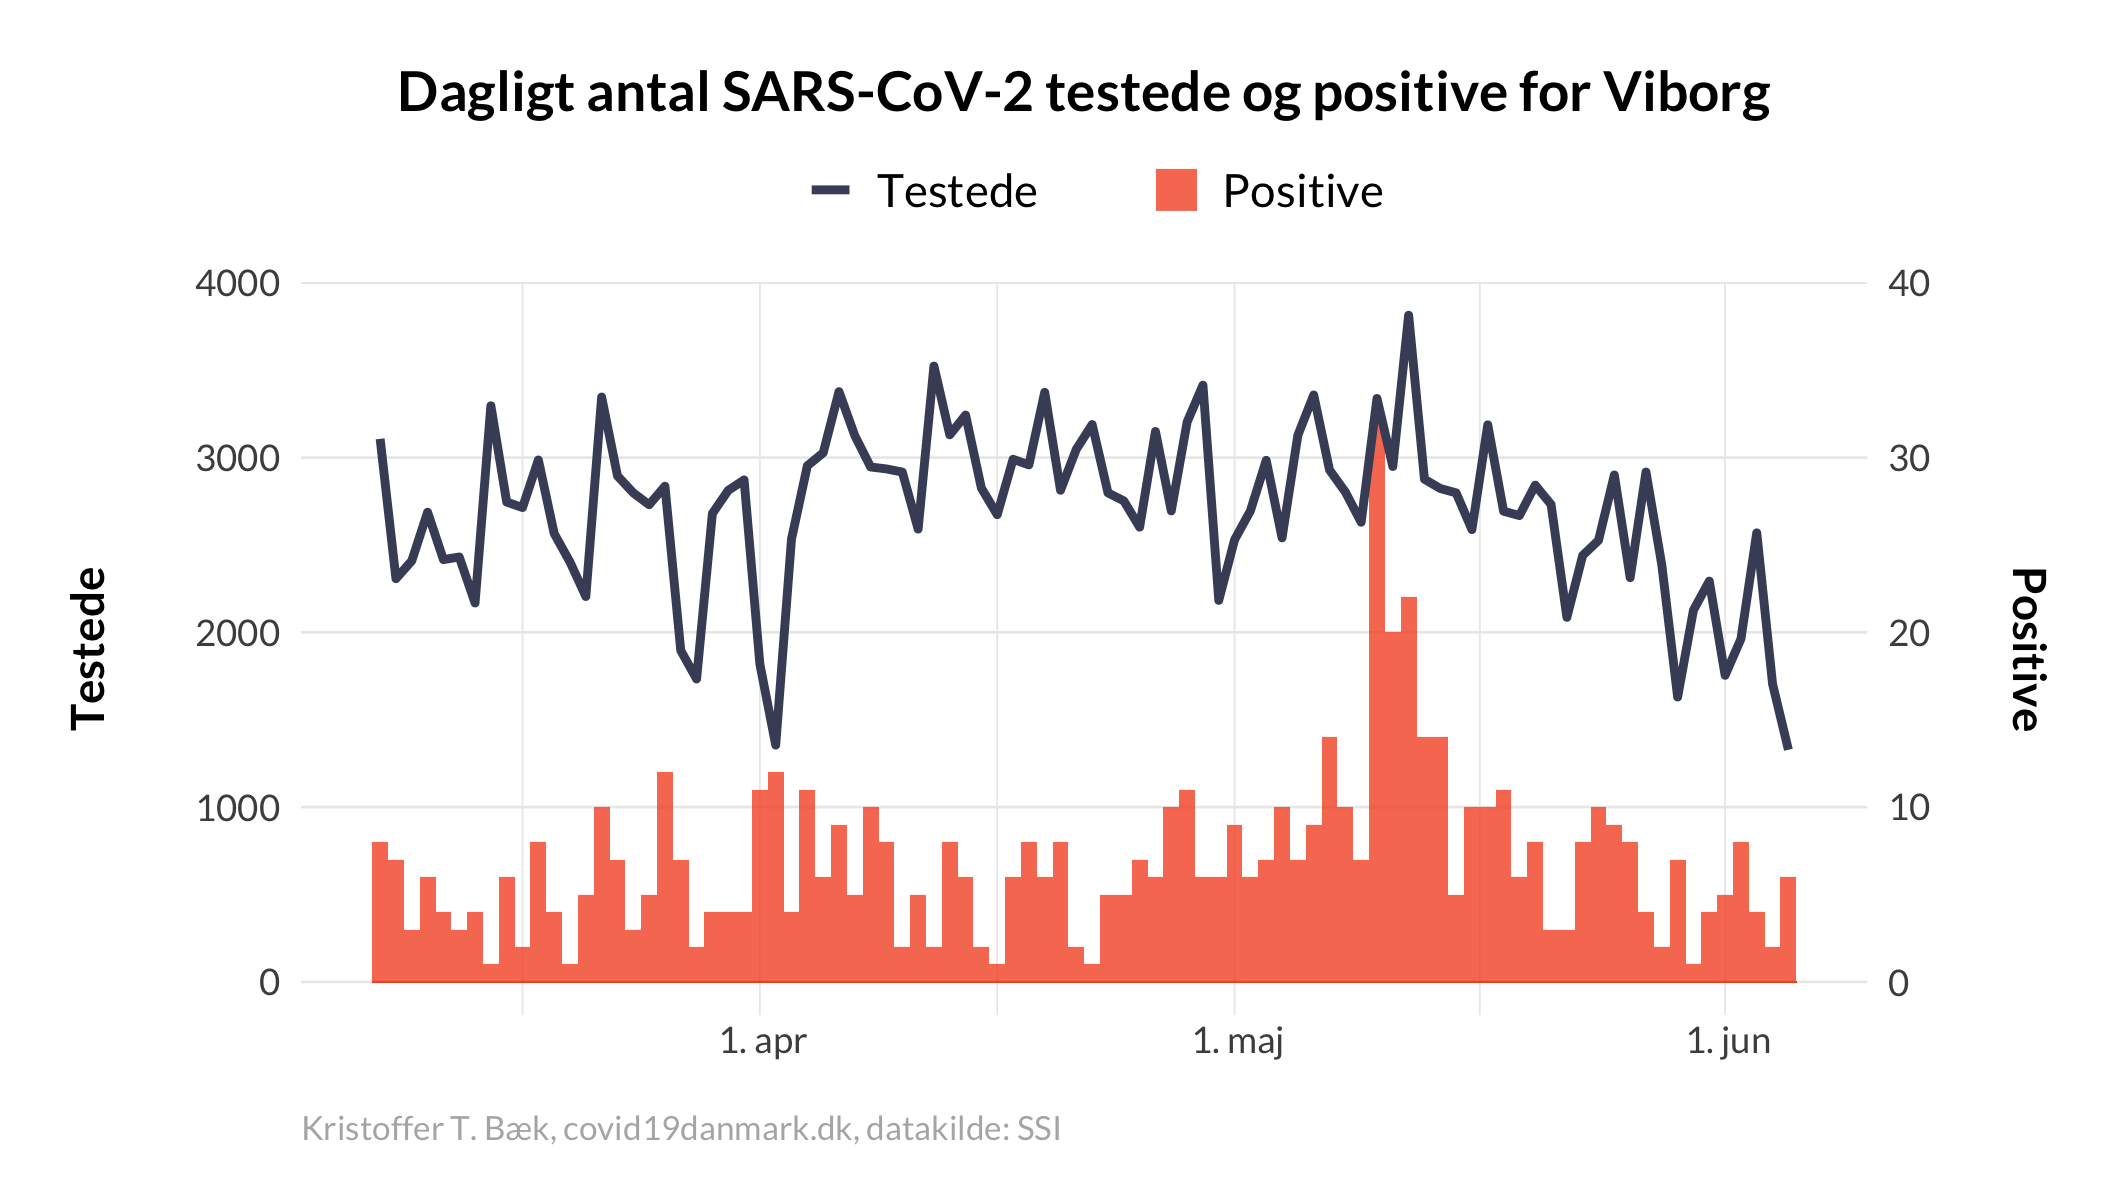 Dagligt antal SARS-CoV-2 testede og positive for Viborg
Testede Positive
4000 40
3000 30
2000 20
1000 10
0 0
Testede
Positive
1. apr 1. maj 1. jun
Kristoffer T. Bæk, covid19danmark.dk, datakilde: SSI